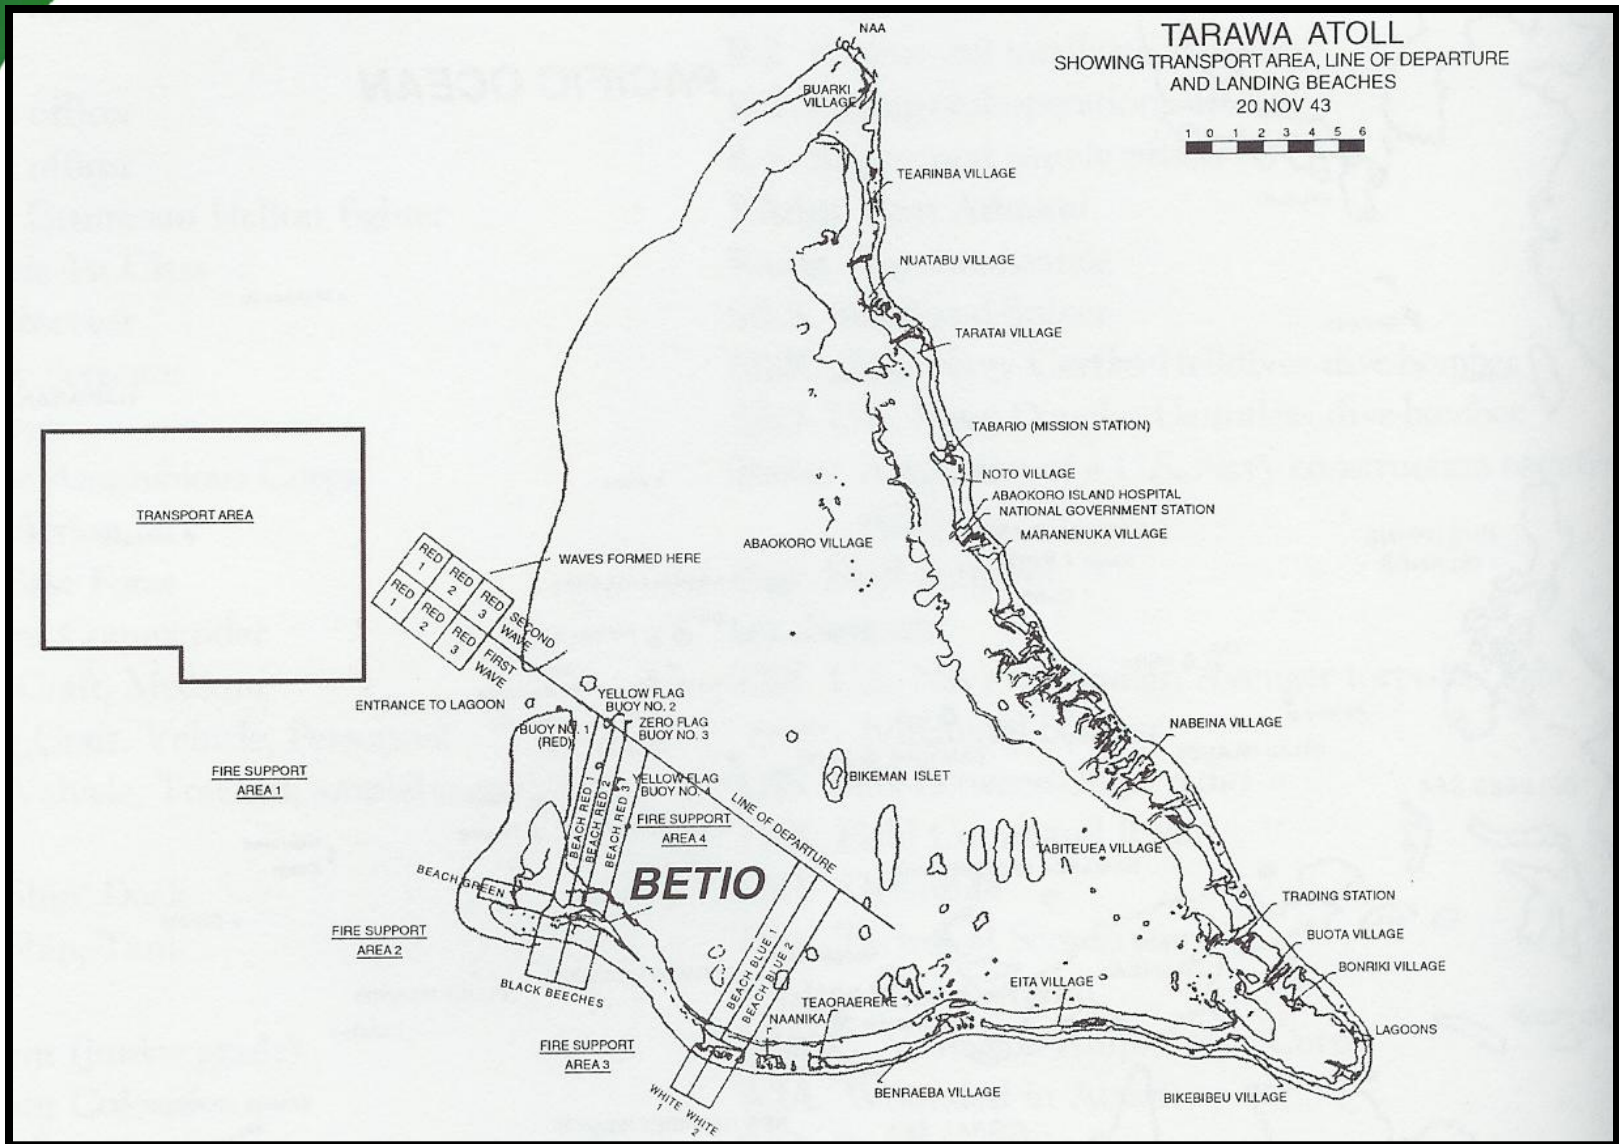 TARAWA ATOLL
SHOWING TRANSPORT AREA, LINE OF DEPARTURE
AND LANDING BEACHES
20 NOV 43
1 0 1 2 3 4 5 6
NAA
BUARKI
VILLAGE
TEARINBA VILLAGE
NUATABU VILLAGE
TARATAI VILLAGE
TABARIO (MISSION STATION)
NOTO VILLAGE
ABAOKORO ISLAND HOSPITAL
NATIONAL GOVERNMENT STATION
MARANENUKA VILLAGE
ABAOKORO VILLAGE
TRANSPORT AREA
WAVES FORMED HERE
RED
1
RED
2
RED
3
SECOND
WAVE
RED
1
RED
2
RED
3
FIRST
WAVE
ENTRANCE TO LAGOON
YELLOW FLAG
BUOY NO. 2
BUOY NO. 1
(RED)
ZERO FLAG
BUOY NO. 3
YELLOW FLAG
BUOY NO. 4
NABEINA VILLAGE
BIKEMAN ISLET
FIRE SUPPORT
AREA 1
LINE OF DEPARTURE
FIRE SUPPORT
AREA 4
BEACH RED 1
BEACH RED 2
BEACH RED 3
TABITEUEA VILLAGE
BEACH GREEN
BETIO
TRADING STATION
FIRE SUPPORT
AREA 2
BUOTA VILLAGE
BONRIKI VILLAGE
BLACK BEECHES
BEACH BLUE 1
BEACH BLUE 2
EITA VILLAGE
TEAORAEREKE
NAANIKAI
LAGOONS
FIRE SUPPORT
AREA 3
BENRAEBA VILLAGE
BIKEBIBEU VILLAGE
WHITE
1
WHITE
2
PACIFIC OCEAN